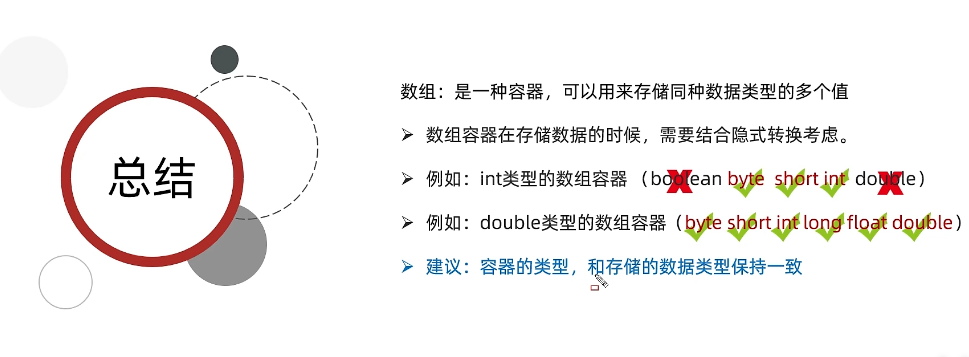 总结
数组：是一种容器，可以用来存储同种数据类型的多个值
数组容器在存储数据的时候，需要结合隐式转换考虑。
例如：int类型的数组容器（boolean byte short int double）
例如：double类型的数组容器（byte short int long float double）
建议：容器的类型，和存储的数据类型保持一致